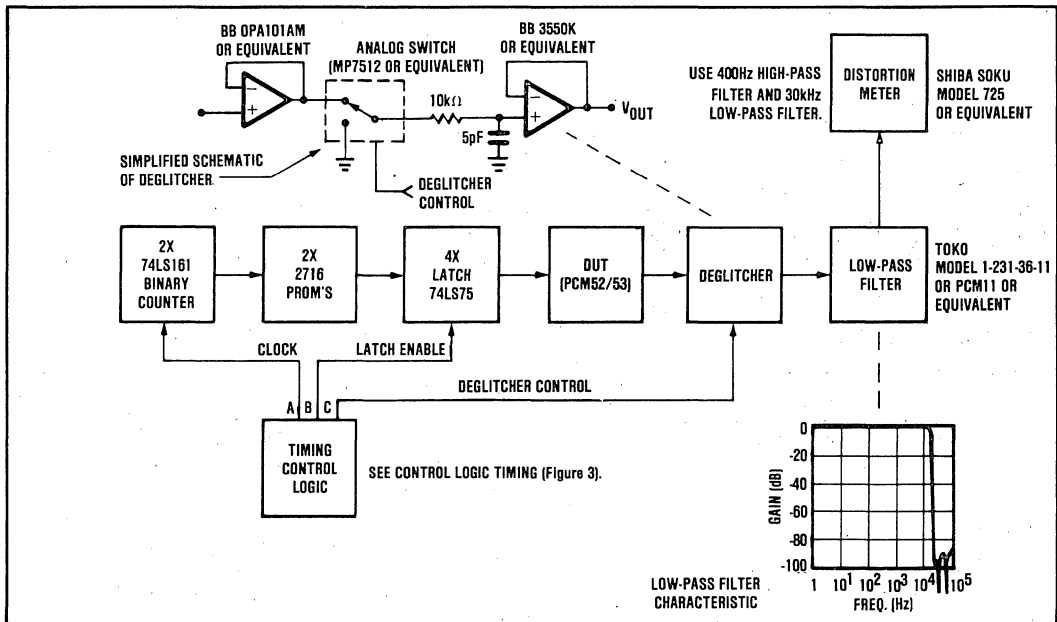 BB OPA101AM
OR EQUIVALENT
ANALOG SWITCH
(MP7512 OR EQUIVALENT)
BB 3550K
OR EQUIVALENT
10kΩ
5pF
VOUT
−
+
−
+
SIMPLIFIED SCHEMATIC
OF DEGLITCHER
DEGLITCHER
CONTROL
USE 400Hz HIGH-PASS
FILTER AND 30kHz
LOW-PASS FILTER.
DISTORTION
METER
SHIBA SOKU
MODEL 725
OR EQUIVALENT
2X
74LS161
BINARY
COUNTER
2X
2716
PROM'S
4X
LATCH
74LS75
DUT
(PCM52/53)
DEGLITCHER
LOW-PASS
FILTER
TOKO
MODEL 1-231-36-11
OR PCM11 OR
EQUIVALENT
CLOCK
LATCH ENABLE
DEGLITCHER CONTROL
A B C
TIMING
CONTROL
LOGIC
SEE CONTROL LOGIC TIMING (Figure 3).
GAIN (dB)
0
-20
-40
-60
-80
-100
1 10¹ 10² 10³ 10⁴ 10⁵
FREQ. (Hz)
LOW-PASS FILTER
CHARACTERISTIC